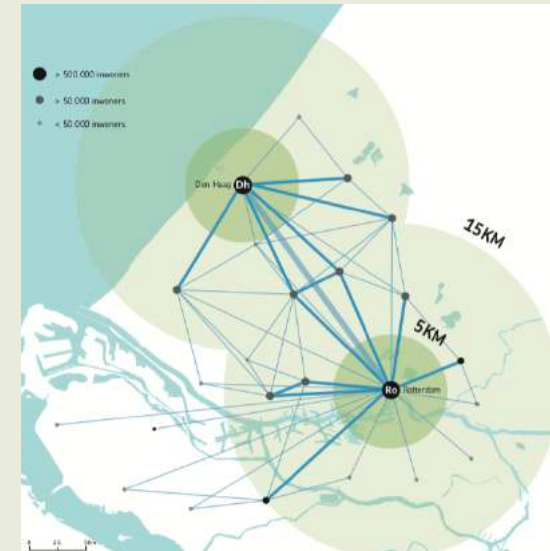 > 500.000 inwoners
> 50.000 inwoners
< 50.000 inwoners
Den Haag Dh
15KM
5KM
Ro Rotterdam